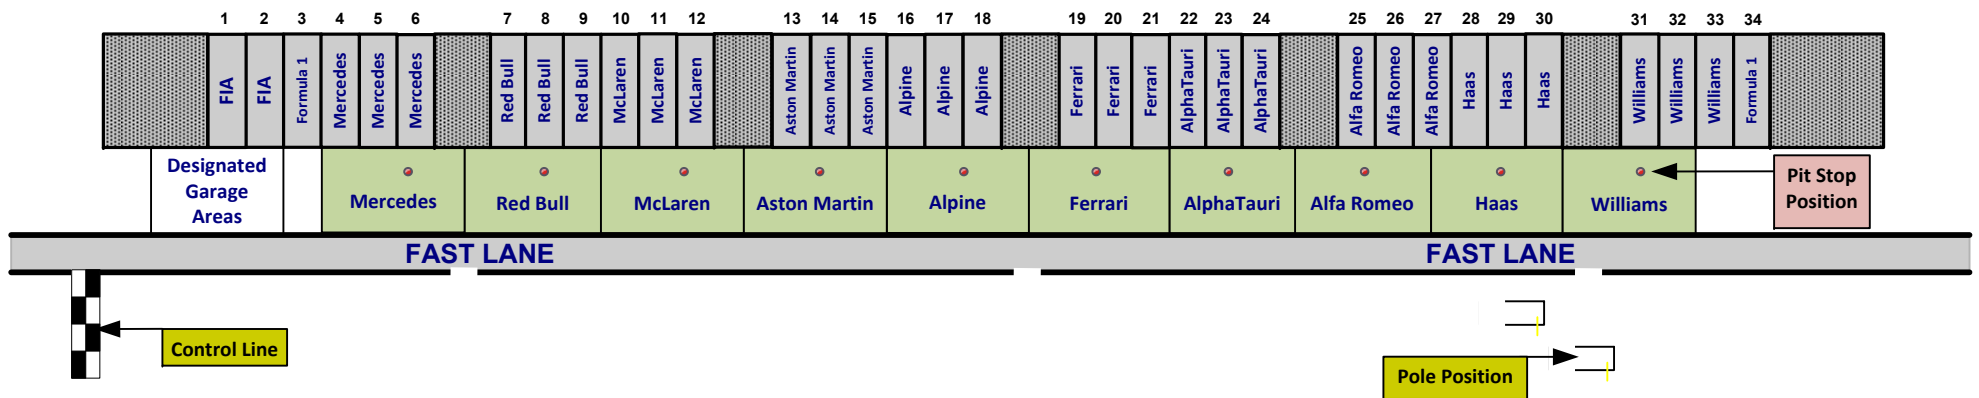 1 2 3 4 5 6 7 8 9 10 11 12 13 14 15 16 17 18 19 20 21 22 23 24 25 26 27 28 29 30 31 32 33 34
FIA
FIA
Formula 1
Mercedes
Mercedes
Mercedes
Red Bull
Red Bull
Red Bull
McLaren
McLaren
McLaren
Aston Martin
Aston Martin
Aston Martin
Alpine
Alpine
Alpine
Ferrari
Ferrari
Ferrari
AlphaTauri
AlphaTauri
AlphaTauri
Alfa Romeo
Alfa Romeo
Alfa Romeo
Haas
Haas
Haas
Williams
Williams
Williams
Formula 1
Designated
Garage
Areas
Mercedes
Red Bull
McLaren
Aston Martin
Alpine
Ferrari
AlphaTauri
Alfa Romeo
Haas
Williams
Pit Stop
Position
FAST LANE
FAST LANE
Control Line
Pole Position